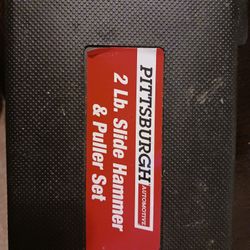 PITTSBURGH
AUTOMOTIVE
2 Lb. Slide Hammer
& Puller Set